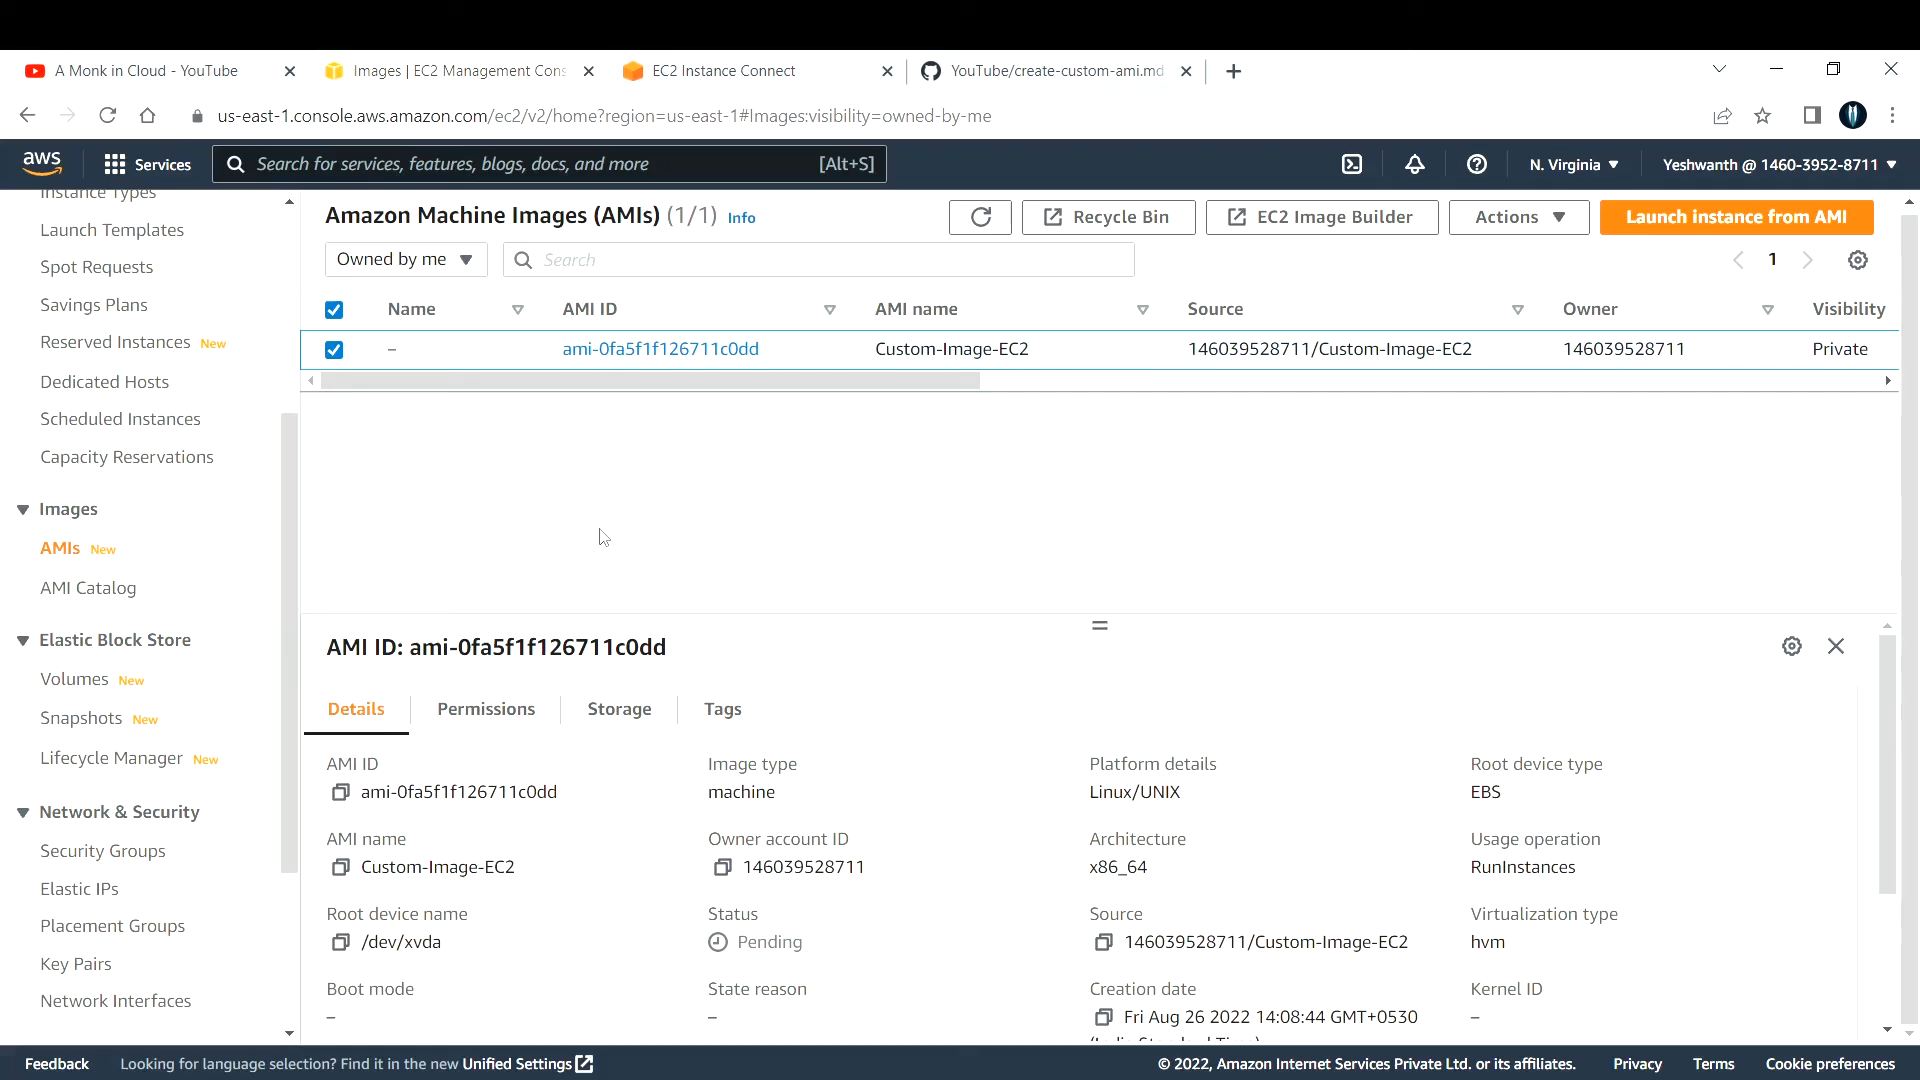 A Monk in Cloud - YouTube
Images | EC2 Management Cons
EC2 Instance Connect
YouTube/create-custom-ami.md
us-east-1.console.aws.amazon.com/ec2/v2/home?region=us-east-1#Images:visibility=owned-by-me
aws
Services
Search for services, features, blogs, docs, and more
[Alt+S]
N. Virginia
Yeshwanth @ 1460-3952-8711
Instance Types
Launch Templates
Spot Requests
Savings Plans
Reserved Instances New
Dedicated Hosts
Scheduled Instances
Capacity Reservations
Images
AMIs New
AMI Catalog
Elastic Block Store
Volumes New
Snapshots New
Lifecycle Manager New
Network & Security
Security Groups
Elastic IPs
Placement Groups
Key Pairs
Network Interfaces
Amazon Machine Images (AMIs) (1/1) Info
Recycle Bin
EC2 Image Builder
Actions
Launch instance from AMI
Owned by me
Search
1
Name AMI ID AMI name Source Owner Visibility
– ami-0fa5f1f126711c0dd Custom-Image-EC2 146039528711/Custom-Image-EC2 146039528711 Private
AMI ID: ami-0fa5f1f126711c0dd
Details Permissions Storage Tags
AMI ID Image type Platform details Root device type
ami-0fa5f1f126711c0dd machine Linux/UNIX EBS
AMI name Owner account ID Architecture Usage operation
Custom-Image-EC2 146039528711 x86_64 RunInstances
Root device name Status Source Virtualization type
/dev/xvda Pending 146039528711/Custom-Image-EC2 hvm
Boot mode State reason Creation date Kernel ID
– – Fri Aug 26 2022 14:08:44 GMT+0530 –
Feedback
Looking for language selection? Find it in the new Unified Settings
© 2022, Amazon Internet Services Private Ltd. or its affiliates.
Privacy
Terms
Cookie preferences